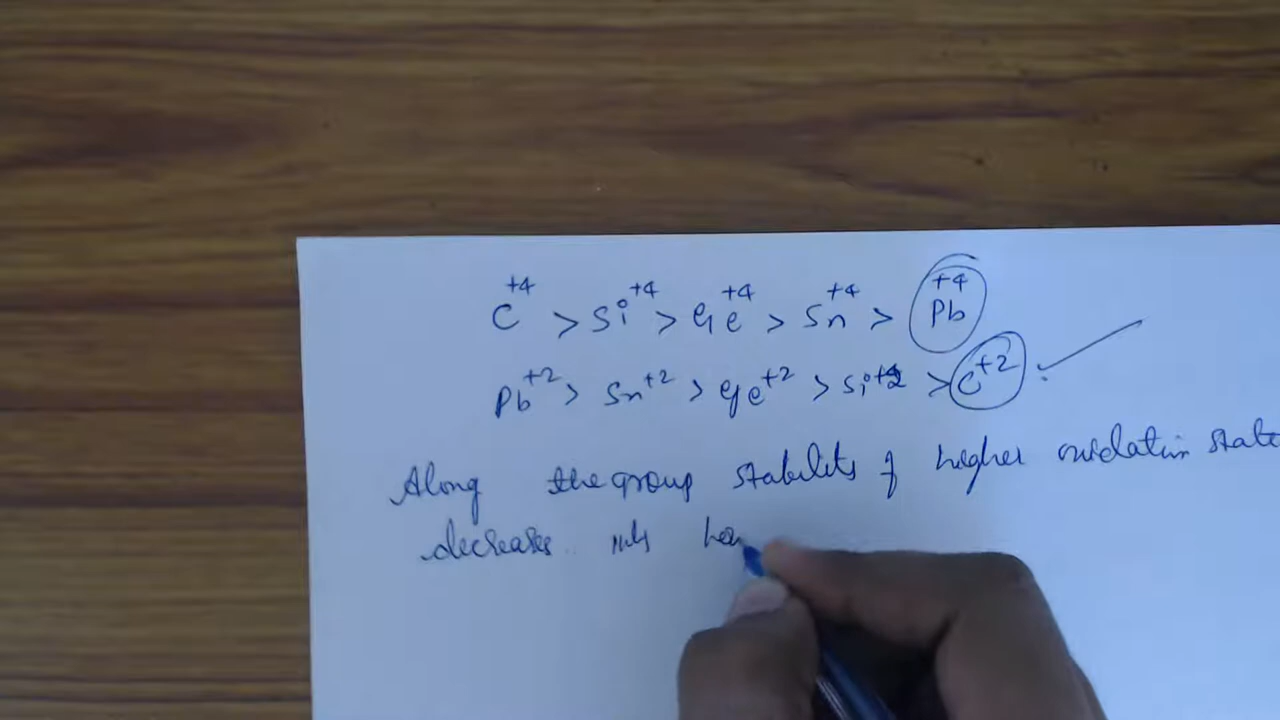 C+4 > Si+4 > Ge+4 > Sn+4 > Pb+4
Pb+2 > Sn+2 > Ge+2 > Si+2 > C+2
Along the group stability of higher oxidation state
decreases